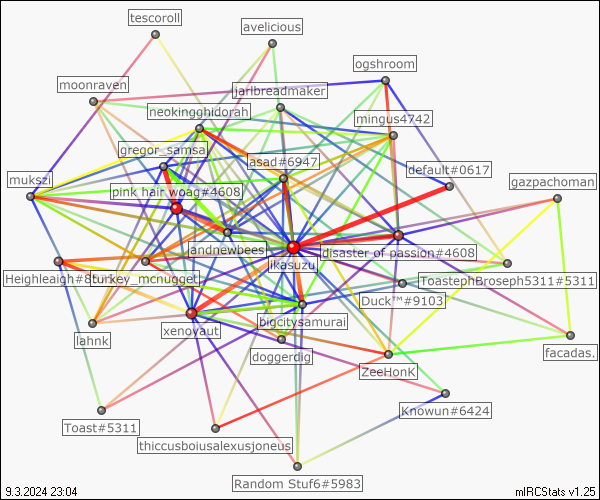 tescoroll
avelicious
ogshroom
moonraven
jarlbreadmaker
neokingghidorah
mingus4742
gregor_samsa
asad#6947
default#0617
mukszi
pink hair woag#4608
gazpachoman
andnewbees
disaster of passion#4608
likasuzu
Heighleaigh#8
turkey_mcnugget
ToastephBroseph5311#5311
Duck™#9103
xenoyaut
bigcitysamurai
lahnk
doggerdig
facadas.
ZeeHonK
Knowun#6424
Toast#5311
thiccusboiusalexusjoneus
Random Stuf6#5983
9.3.2024 23:04
mIRCStats v1.25